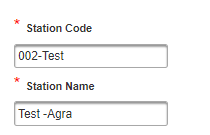 * Station Code
002-Test
* Station Name
Test -Agra